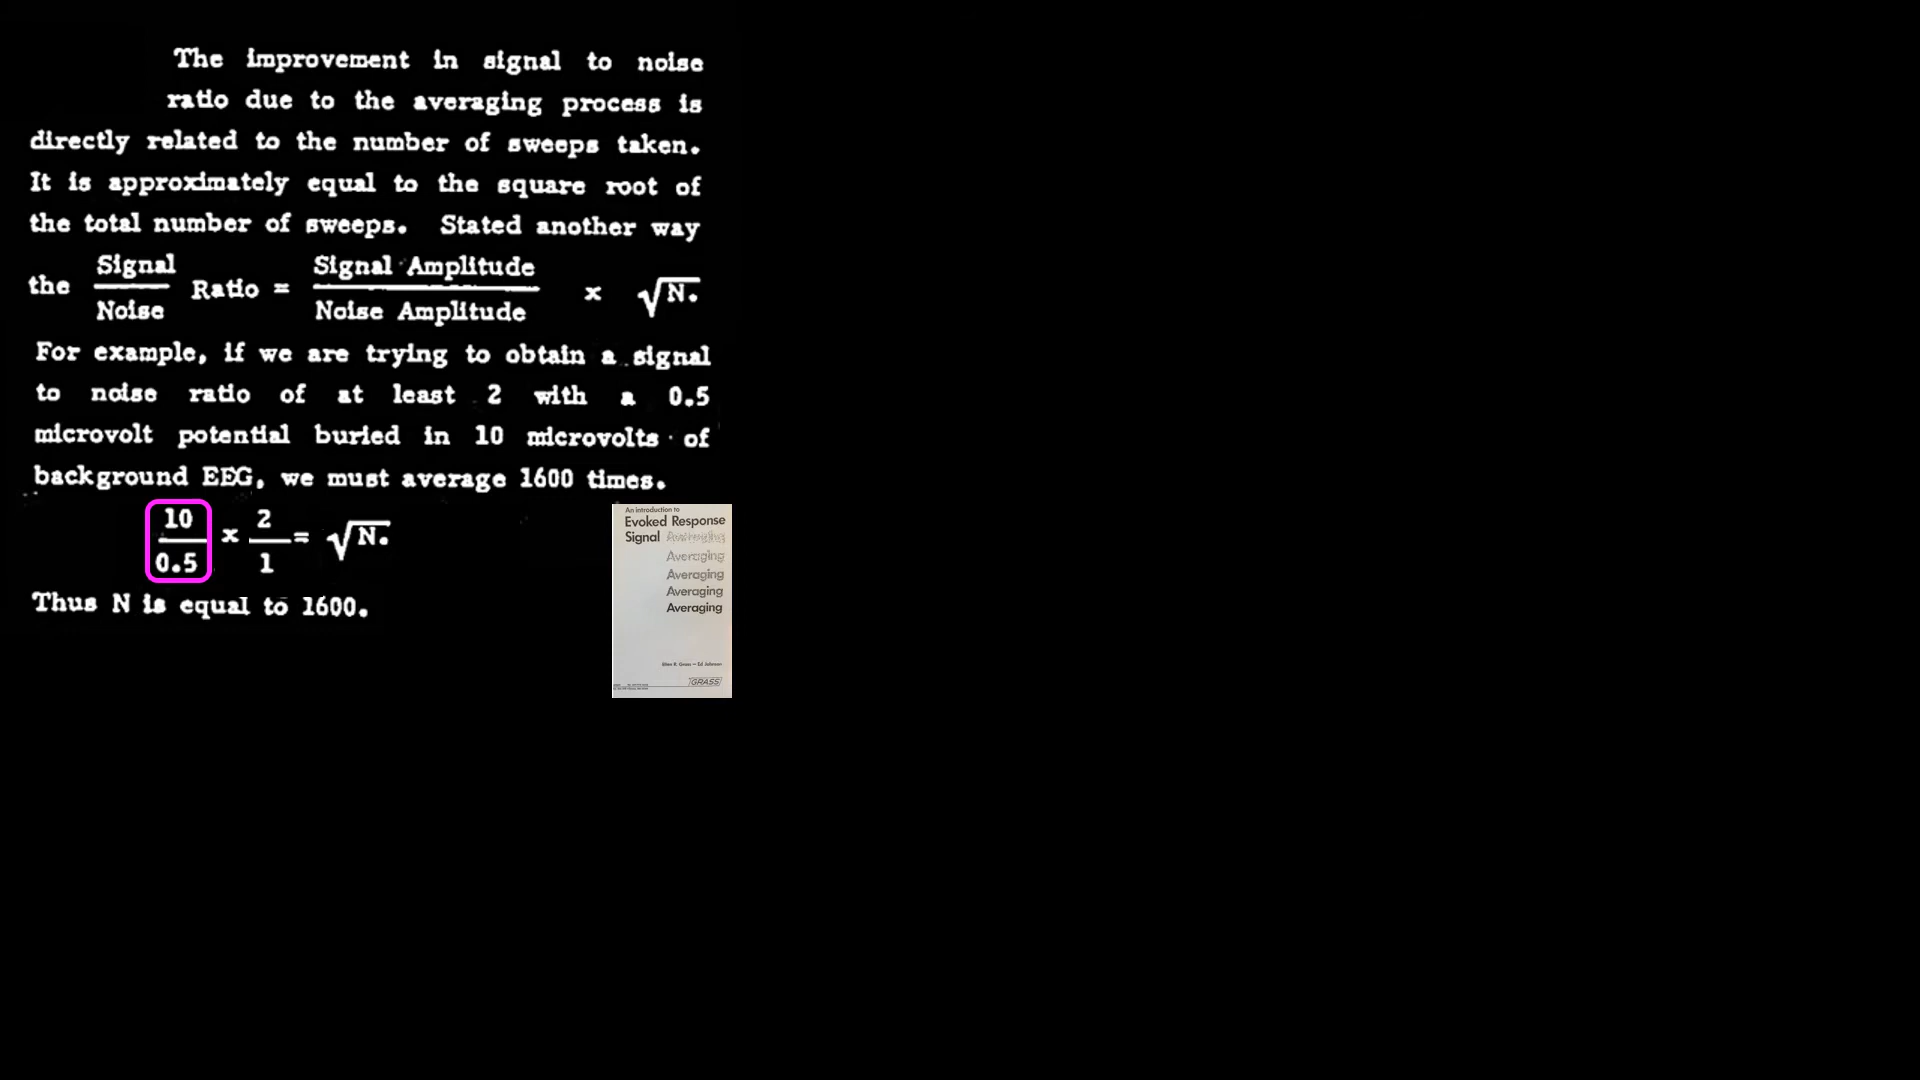 The improvement in signal to noise
ratio due to the averaging process is
directly related to the number of sweeps taken.
It is approximately equal to the square root of
the total number of sweeps. Stated another way
the Signal/Noise Ratio = Signal Amplitude/Noise Amplitude x √N.
For example, if we are trying to obtain a signal
to noise ratio of at least 2 with a 0.5
microvolt potential buried in 10 microvolts of
background EEG, we must average 1600 times.
10/0.5 x 2/1 = √N.
Thus N is equal to 1600.
An introduction to
Evoked Response
Signal Averaging
Averaging
Averaging
Averaging
Averaging
Ellen R. Grass — Ed Johnson
GRASS